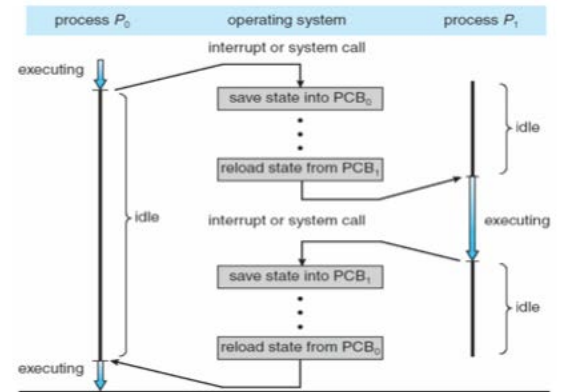 process P₀ operating system process P₁
interrupt or system call
executing
save state into PCB₀
idle
reload state from PCB₁
idle
interrupt or system call
executing
save state into PCB₁
idle
reload state from PCB₀
executing